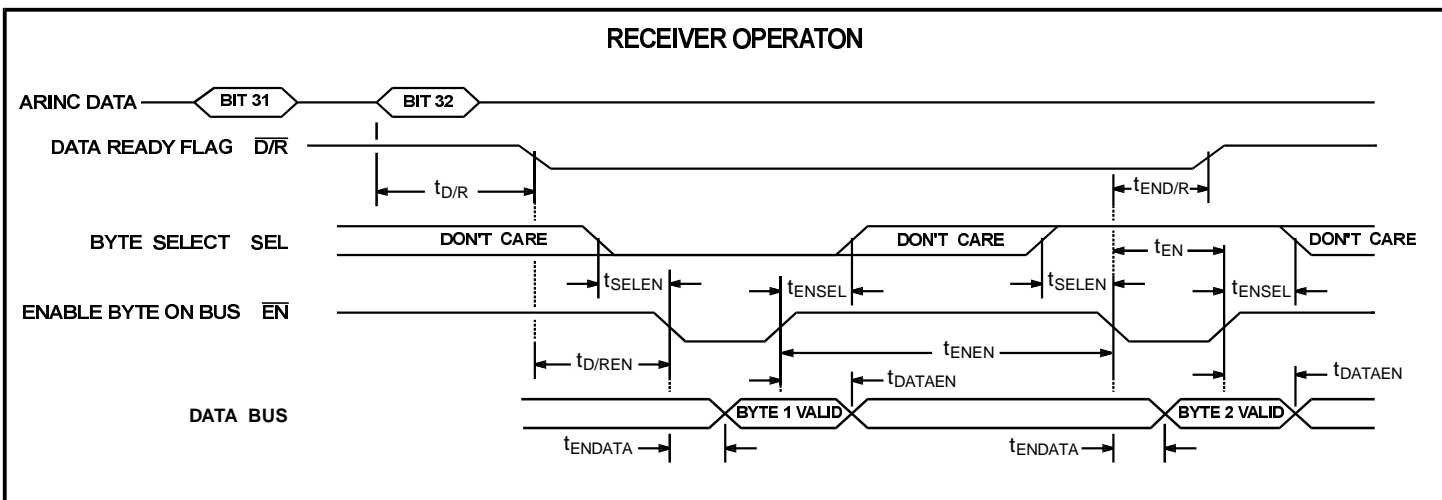 RECEIVER OPERATON
ARINC DATA BIT 31 BIT 32
DATA READY FLAG D/R
tD/R tEND/R
BYTE SELECT SEL DON'T CARE DON'T CARE DON'T CARE
tEN
tSELEN tENSEL tSELEN tENSEL
ENABLE BYTE ON BUS EN
tENEN
tD/REN tDATAEN tDATAEN
DATA BUS BYTE 1 VALID BYTE 2 VALID
tENDATA tENDATA